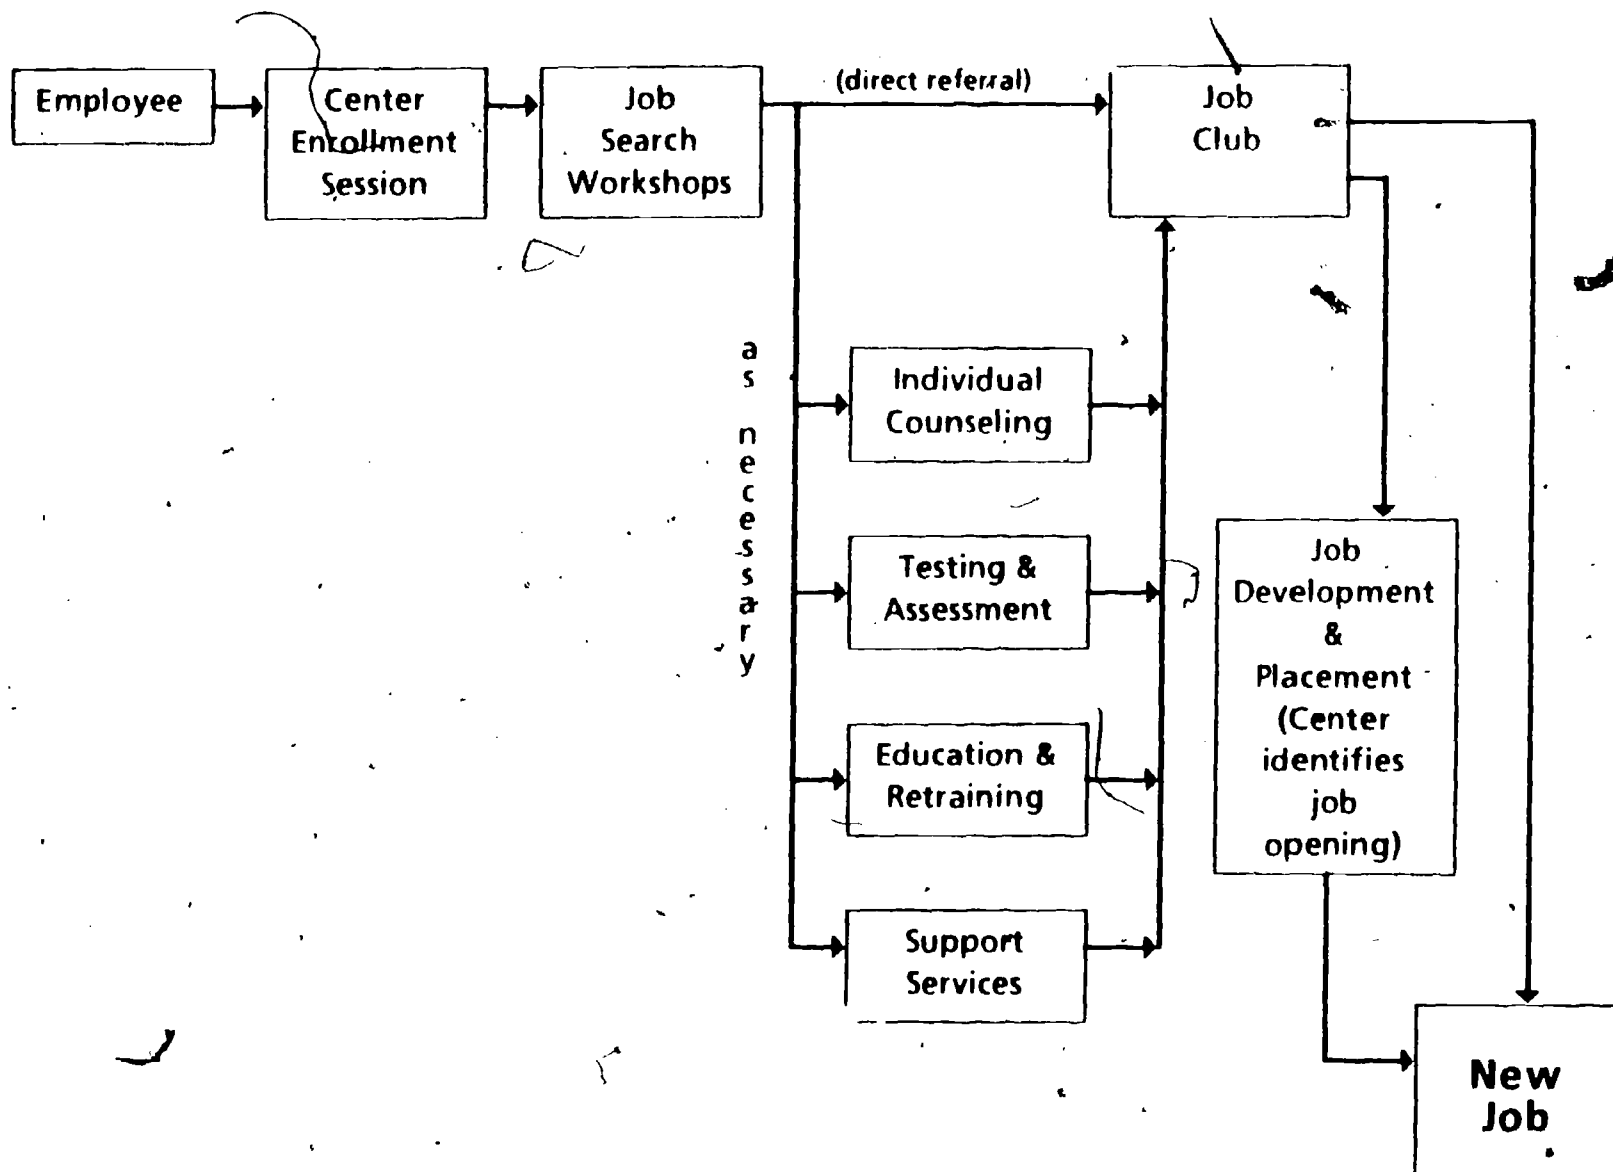 Employee
Center
Enrollment
Session
Job
Search
Workshops
(direct referral)
Job
Club
as necessary
Individual
Counseling
Testing &
Assessment
Education &
Retraining
Support
Services
Job
Development
&
Placement
(Center
identifies
job
opening)
New
Job